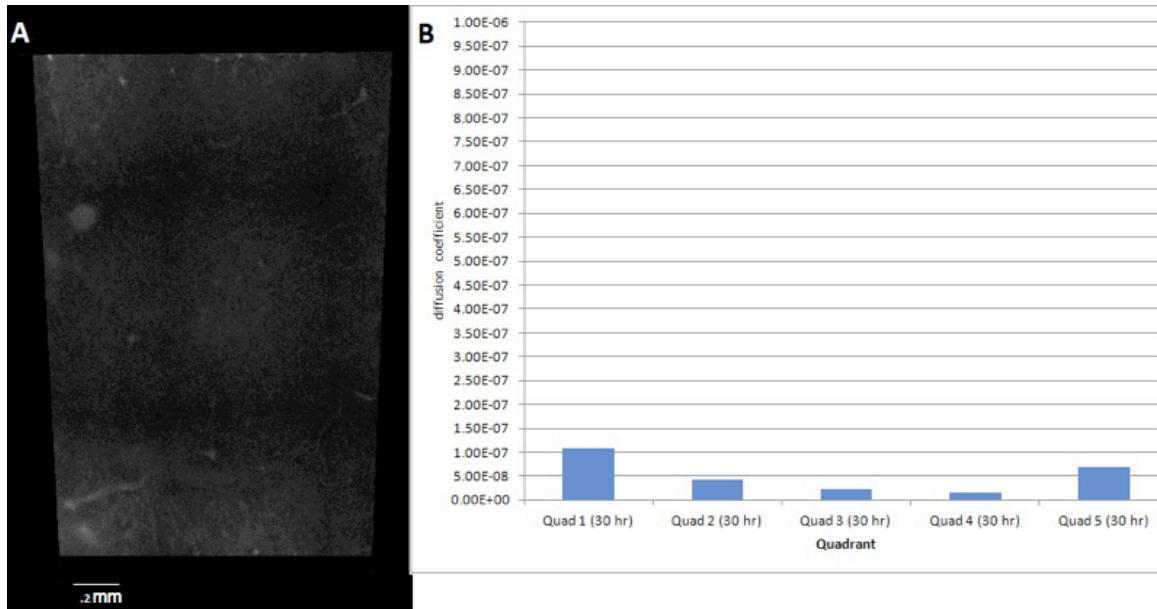 A
.2 mm
B
1.00E-06
9.50E-07
9.00E-07
8.50E-07
8.00E-07
7.50E-07
7.00E-07
6.50E-07
6.00E-07
5.50E-07
5.00E-07
4.50E-07
4.00E-07
3.50E-07
3.00E-07
2.50E-07
2.00E-07
1.50E-07
1.00E-07
5.00E-08
0.00E+00
diffusion coefficient
Quad 1 (30 hr) Quad 2 (30 hr) Quad 3 (30 hr) Quad 4 (30 hr) Quad 5 (30 hr)
Quadrant